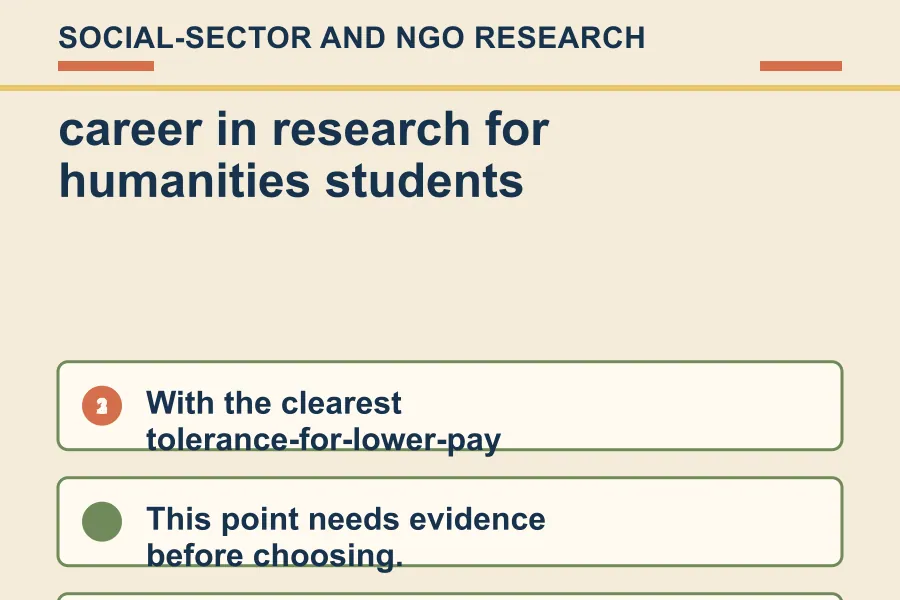 SOCIAL-SECTOR AND NGO RESEARCH
career in research for
humanities students
With the clearest
tolerance-for-lower-pay
This point needs evidence
before choosing.